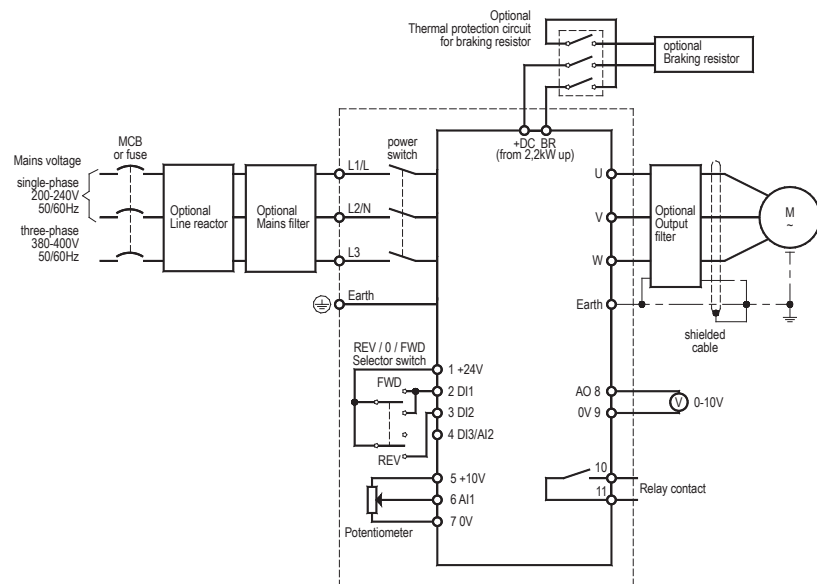 Optional
Thermal protection circuit
for braking resistor
optional
Braking resistor
+DC BR
(from 2,2kW up)
MCB
or fuse
power
switch
Mains voltage
single-phase
200-240V
50/60Hz
three-phase
380-400V
50/60Hz
Optional
Line reactor
Optional
Mains filter
L1/L
L2/N
L3
Earth
U
V
W
Earth
Optional
Output
filter
M
~
shielded
cable
REV / 0 / FWD
Selector switch
FWD
REV
1 +24V
2 DI1
3 DI2
4 DI3/AI2
5 +10V
6 AI1
7 0V
Potentiometer
AO 8
0V 9
V
0-10V
10
11
Relay contact